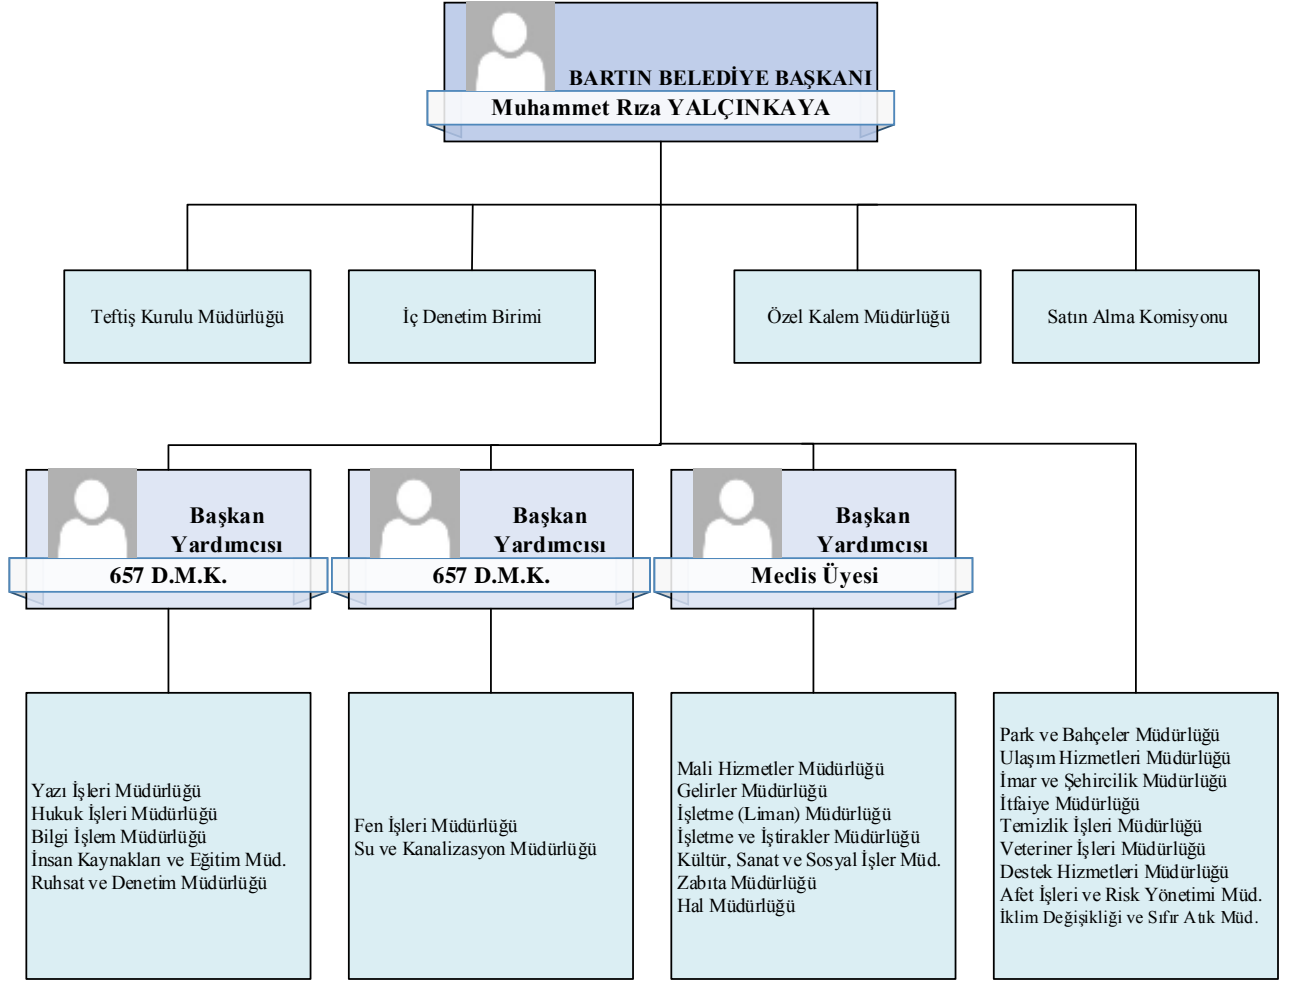 BARTIN BELEDİYE BAŞKANI
Muhammet Rıza YALÇINKAYA
Teftiş Kurulu Müdürlüğü
İç Denetim Birimi
Özel Kalem Müdürlüğü
Satın Alma Komisyonu
Başkan
Yardımcısı
657 D.M.K.
Başkan
Yardımcısı
657 D.M.K.
Başkan
Yardımcısı
Meclis Üyesi
Yazı İşleri Müdürlüğü
Hukuk İşleri Müdürlüğü
Bilgi İşlem Müdürlüğü
İnsan Kaynakları ve Eğitim Müd.
Ruhsat ve Denetim Müdürlüğü
Fen İşleri Müdürlüğü
Su ve Kanalizasyon Müdürlüğü
Mali Hizmetler Müdürlüğü
Gelirler Müdürlüğü
İşletme (Liman) Müdürlüğü
İşletme ve İştirakler Müdürlüğü
Kültür, Sanat ve Sosyal İşler Müd.
Zabıta Müdürlüğü
Hal Müdürlüğü
Park ve Bahçeler Müdürlüğü
Ulaşım Hizmetleri Müdürlüğü
İmar ve Şehircilik Müdürlüğü
İtfaiye Müdürlüğü
Temizlik İşleri Müdürlüğü
Veteriner İşleri Müdürlüğü
Destek Hizmetleri Müdürlüğü
Afet İşleri ve Risk Yönetimi Müd.
İklim Değişikliği ve Sıfır Atık Müd.